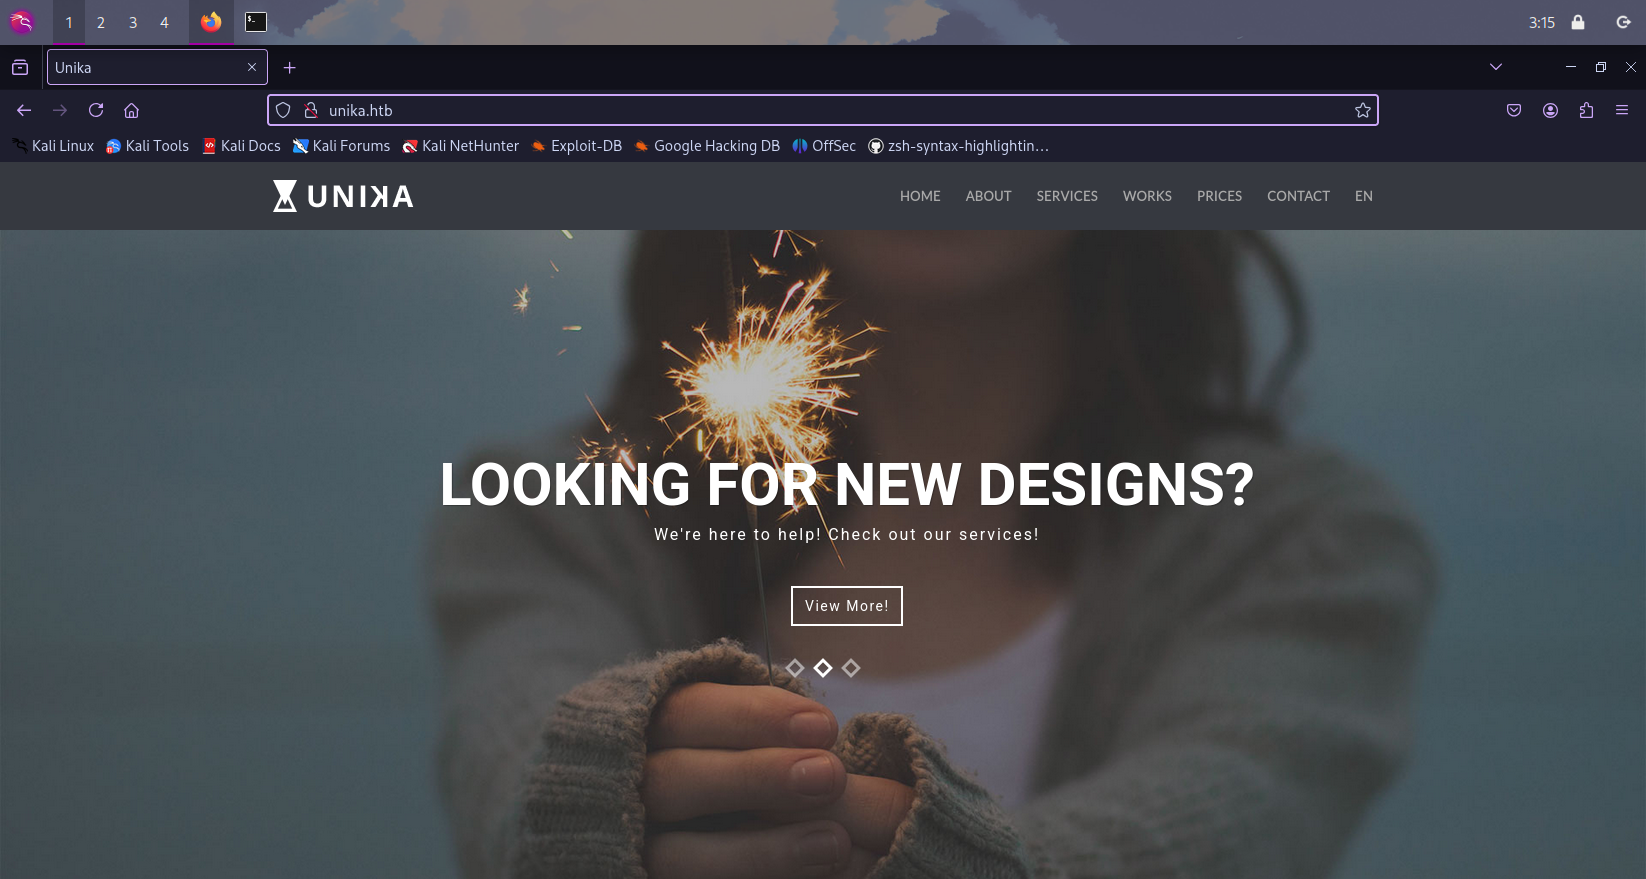 1 2 3 4 3:15
Unika
unika.htb
Kali Linux Kali Tools Kali Docs Kali Forums Kali NetHunter Exploit-DB Google Hacking DB OffSec zsh-syntax-highlightin…
UNIKA HOME ABOUT SERVICES WORKS PRICES CONTACT EN
LOOKING FOR NEW DESIGNS?
We're here to help! Check out our services!
View More!